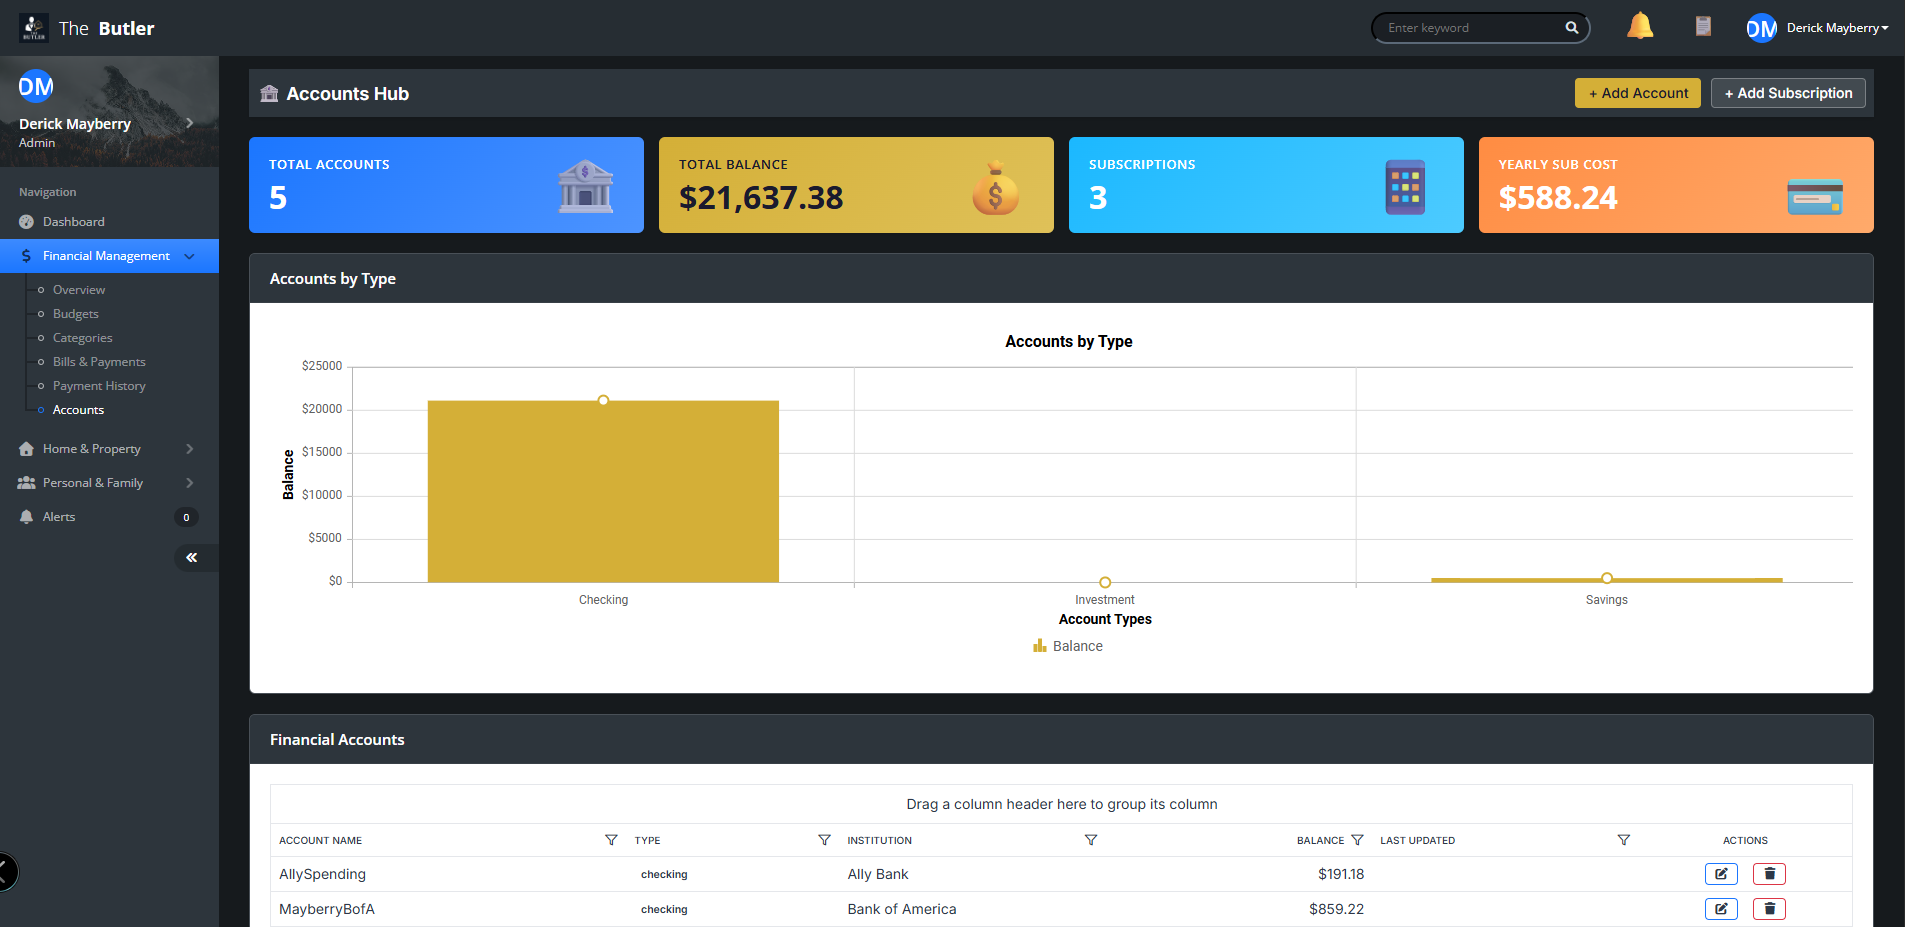 The Butler
Enter keyword
DM
Derick Mayberry
DM
Derick Mayberry
Admin
Navigation
Dashboard
Financial Management
Overview
Budgets
Categories
Bills & Payments
Payment History
Accounts
Home & Property
Personal & Family
Alerts
0
Accounts Hub
+ Add Account
+ Add Subscription
TOTAL ACCOUNTS
5
TOTAL BALANCE
$21,637.38
SUBSCRIPTIONS
3
YEARLY SUB COST
$588.24
Accounts by Type
Accounts by Type
$25000
$20000
$15000
$10000
$5000
$0
Balance
Checking
Investment
Savings
Account Types
Balance
Financial Accounts
Drag a column header here to group its column
ACCOUNT NAME TYPE INSTITUTION BALANCE LAST UPDATED ACTIONS
AllySpending checking Ally Bank $191.18
MayberryBofA checking Bank of America $859.22